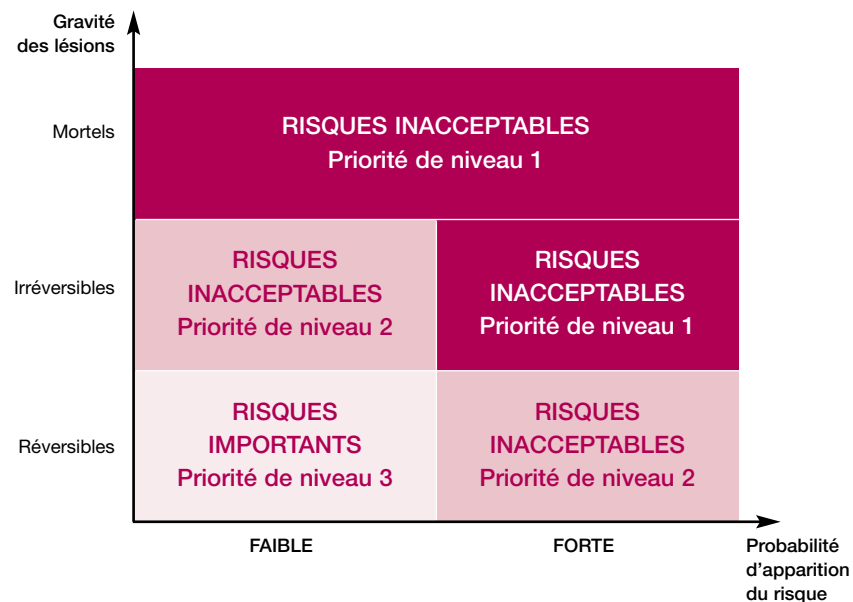 Gravité
des lésions
Mortels
RISQUES INACCEPTABLES
Priorité de niveau 1
Irréversibles
RISQUES
INACCEPTABLES
Priorité de niveau 2
RISQUES
INACCEPTABLES
Priorité de niveau 1
Réversibles
RISQUES
IMPORTANTS
Priorité de niveau 3
RISQUES
INACCEPTABLES
Priorité de niveau 2
FAIBLE
FORTE
Probabilité
d’apparition
du risque